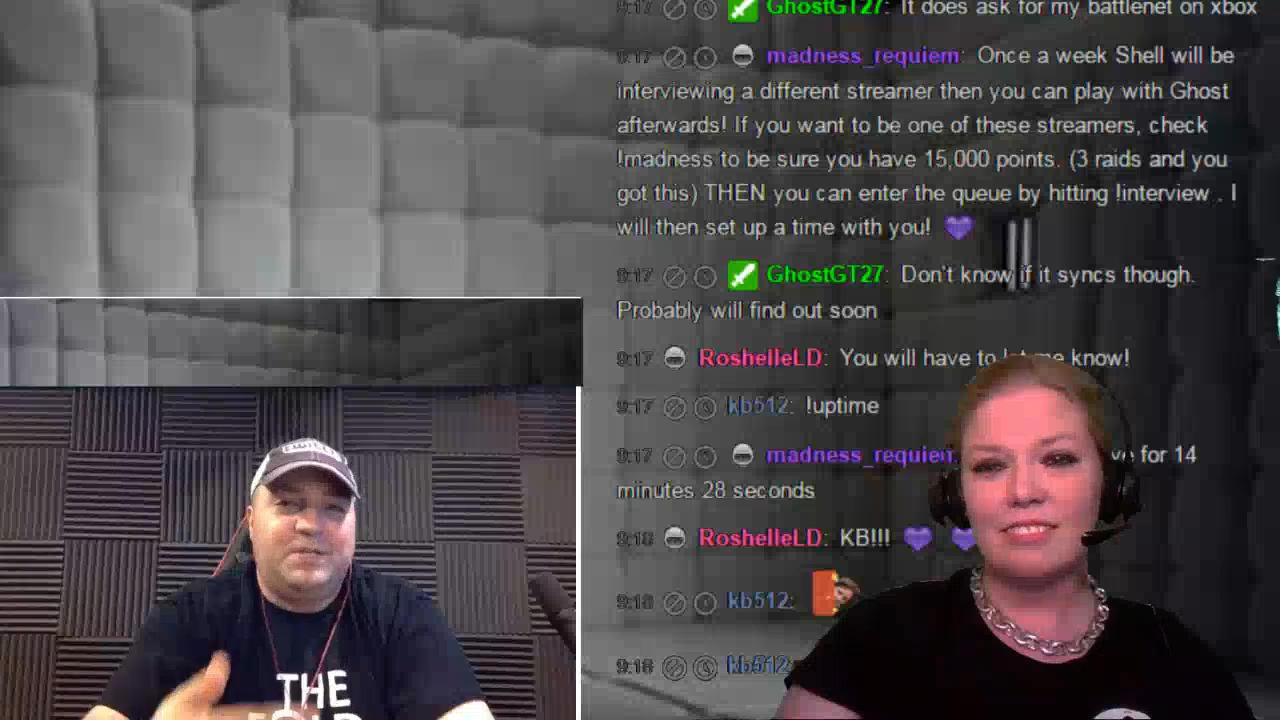 9:17 GhostGT27: It does ask for my battlenet on xbox
9:17 madness_requiem: Once a week Shell will be
interviewing a different streamer then you can play with Ghost
afterwards! If you want to be one of these streamers, check
!madness to be sure you have 15,000 points. (3 raids and you
got this) THEN you can enter the queue by hitting !interview . I
will then set up a time with you!
9:17 GhostGT27: Don't know if it syncs though.
Probably will find out soon
9:17 RoshelleLD: You will have to let me know!
9:17 kb512: !uptime
9:17 madness_requiem for 14
minutes 28 seconds
9:18 RoshelleLD: KB!!!
9:18 kb512:
9:18 kb512
THE